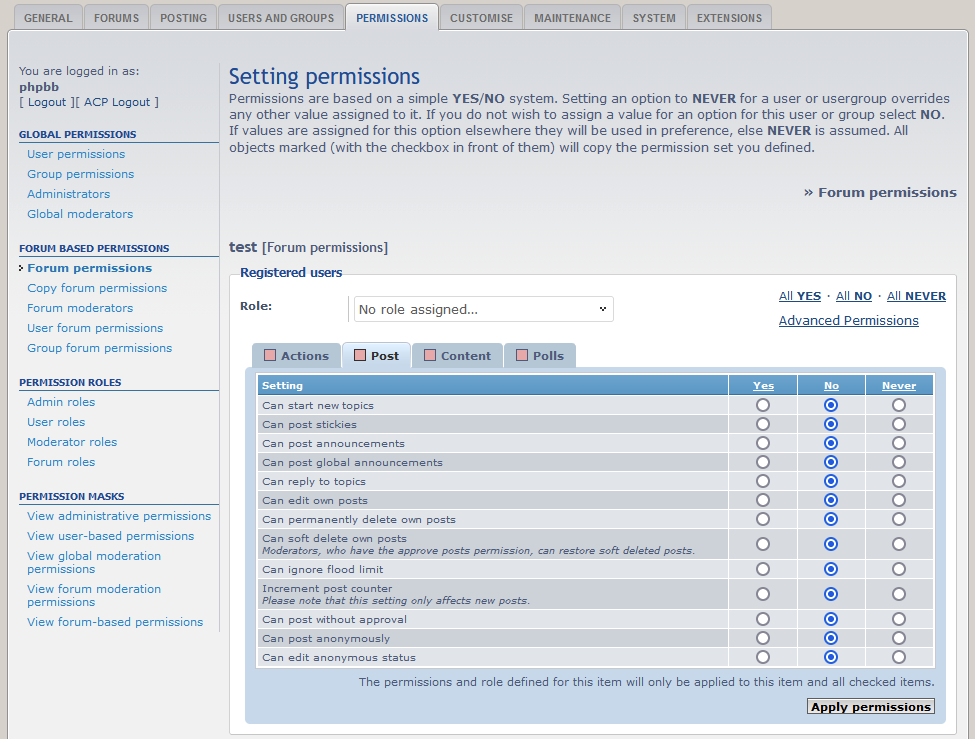 GENERAL
FORUMS
POSTING
USERS AND GROUPS
PERMISSIONS
CUSTOMISE
MAINTENANCE
SYSTEM
EXTENSIONS
You are logged in as:
phpbb
[ Logout ][ ACP Logout ]
GLOBAL PERMISSIONS
User permissions
Group permissions
Administrators
Global moderators
FORUM BASED PERMISSIONS
Forum permissions
Copy forum permissions
Forum moderators
User forum permissions
Group forum permissions
PERMISSION ROLES
Admin roles
User roles
Moderator roles
Forum roles
PERMISSION MASKS
View administrative permissions
View user-based permissions
View global moderation
permissions
View forum moderation
permissions
View forum-based permissions
Setting permissions
Permissions are based on a simple YES/NO system. Setting an option to NEVER for a user or usergroup overrides
any other value assigned to it. If you do not wish to assign a value for an option for this user or group select NO.
If values are assigned for this option elsewhere they will be used in preference, else NEVER is assumed. All
objects marked (with the checkbox in front of them) will copy the permission set you defined.
» Forum permissions
test [Forum permissions]
Registered users
Role:
No role assigned...
All YES · All NO · All NEVER
Advanced Permissions
Actions
Post
Content
Polls
Setting Yes No Never
Can start new topics
Can post stickies
Can post announcements
Can post global announcements
Can reply to topics
Can edit own posts
Can permanently delete own posts
Can soft delete own posts
Moderators, who have the approve posts permission, can restore soft deleted posts.
Can ignore flood limit
Increment post counter
Please note that this setting only affects new posts.
Can post without approval
Can post anonymously
Can edit anonymous status
The permissions and role defined for this item will only be applied to this item and all checked items.
Apply permissions